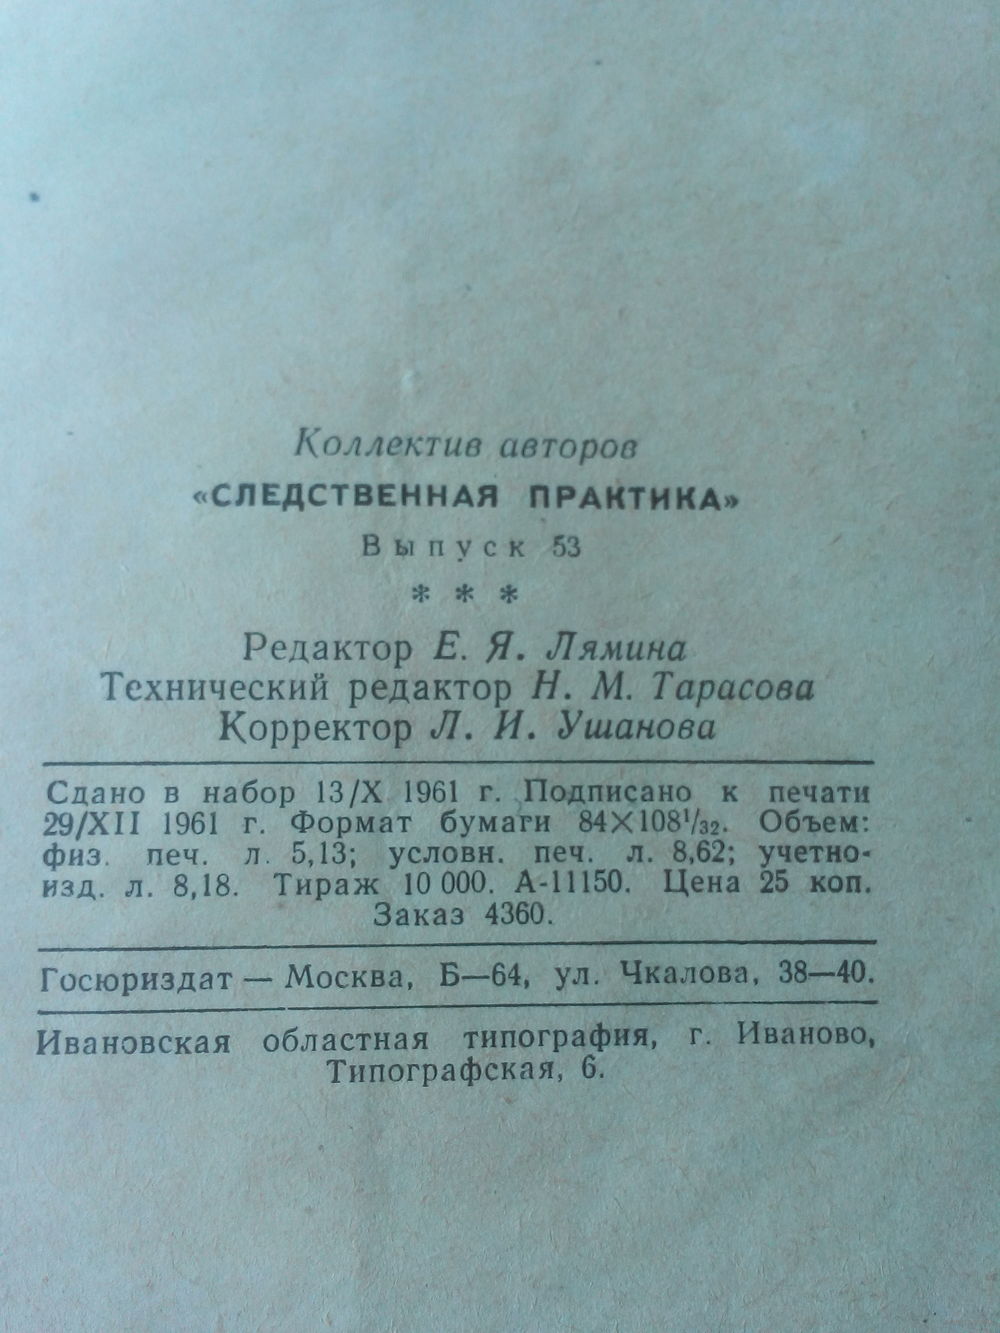 Коллектив авторов
«СЛЕДСТВЕННАЯ ПРАКТИКА»
Выпуск 53
* * *
Редактор Е. Я. Лямина
Технический редактор Н. М. Тарасова
Корректор Л. И. Ушанова
Сдано в набор 13/X 1961 г. Подписано к печати
29/XII 1961 г. Формат бумаги 84×108¹/₃₂. Объем:
физ. печ. л. 5,13; условн. печ. л. 8,62; учетно-
изд. л. 8,18. Тираж 10 000. А-11150. Цена 25 коп.
Заказ 4360.
Госюриздат — Москва, Б—64, ул. Чкалова, 38—40.
Ивановская областная типография, г. Иваново,
Типографская, 6.